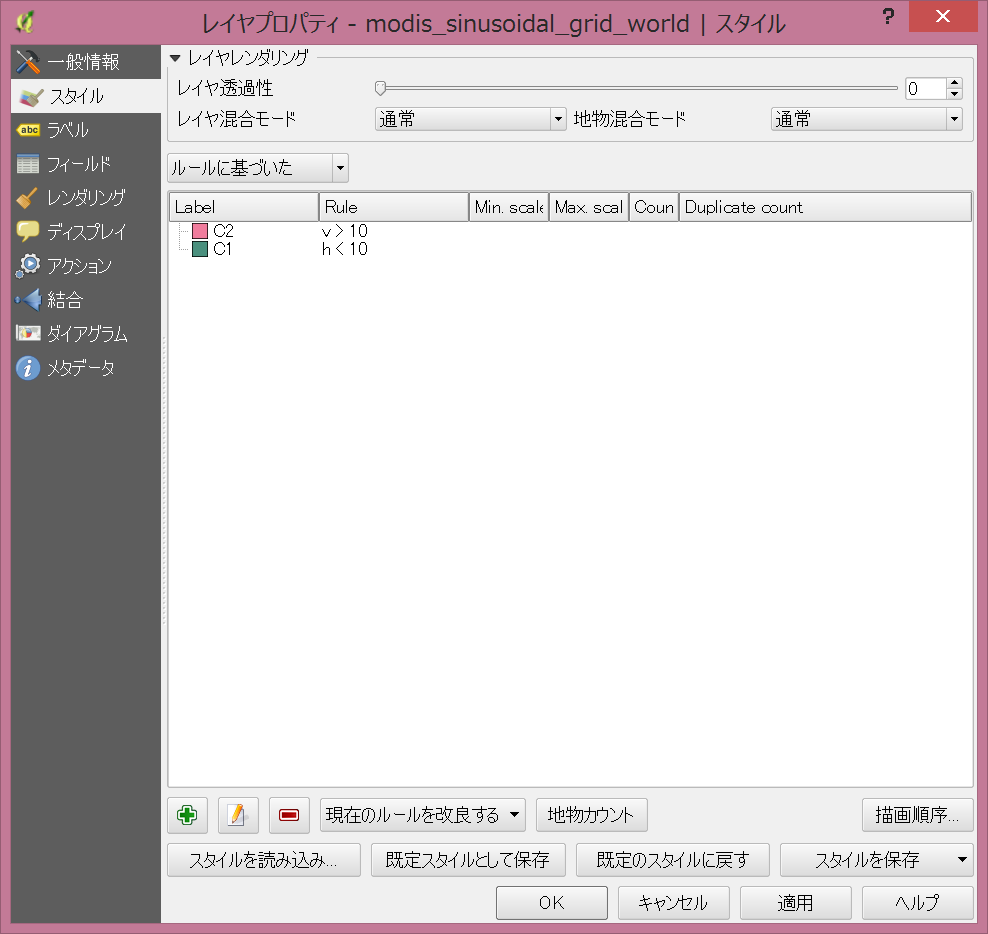 レイヤプロパティ - modis_sinusoidal_grid_world | スタイル
?
一般情報
スタイル
abc ラベル
フィールド
レンダリング
ディスプレイ
アクション
結合
ダイアグラム
メタデータ
レイヤレンダリング
レイヤ透過性 0
レイヤ混合モード 通常 地物混合モード 通常
ルールに基づいた
Label Rule Min. scale Max. scal Coun Duplicate count
C2 v > 10
C1 h < 10
現在のルールを改良する 地物カウント 描画順序...
スタイルを読み込み... 既定スタイルとして保存 既定のスタイルに戻す スタイルを保存
OK キャンセル 適用 ヘルプ